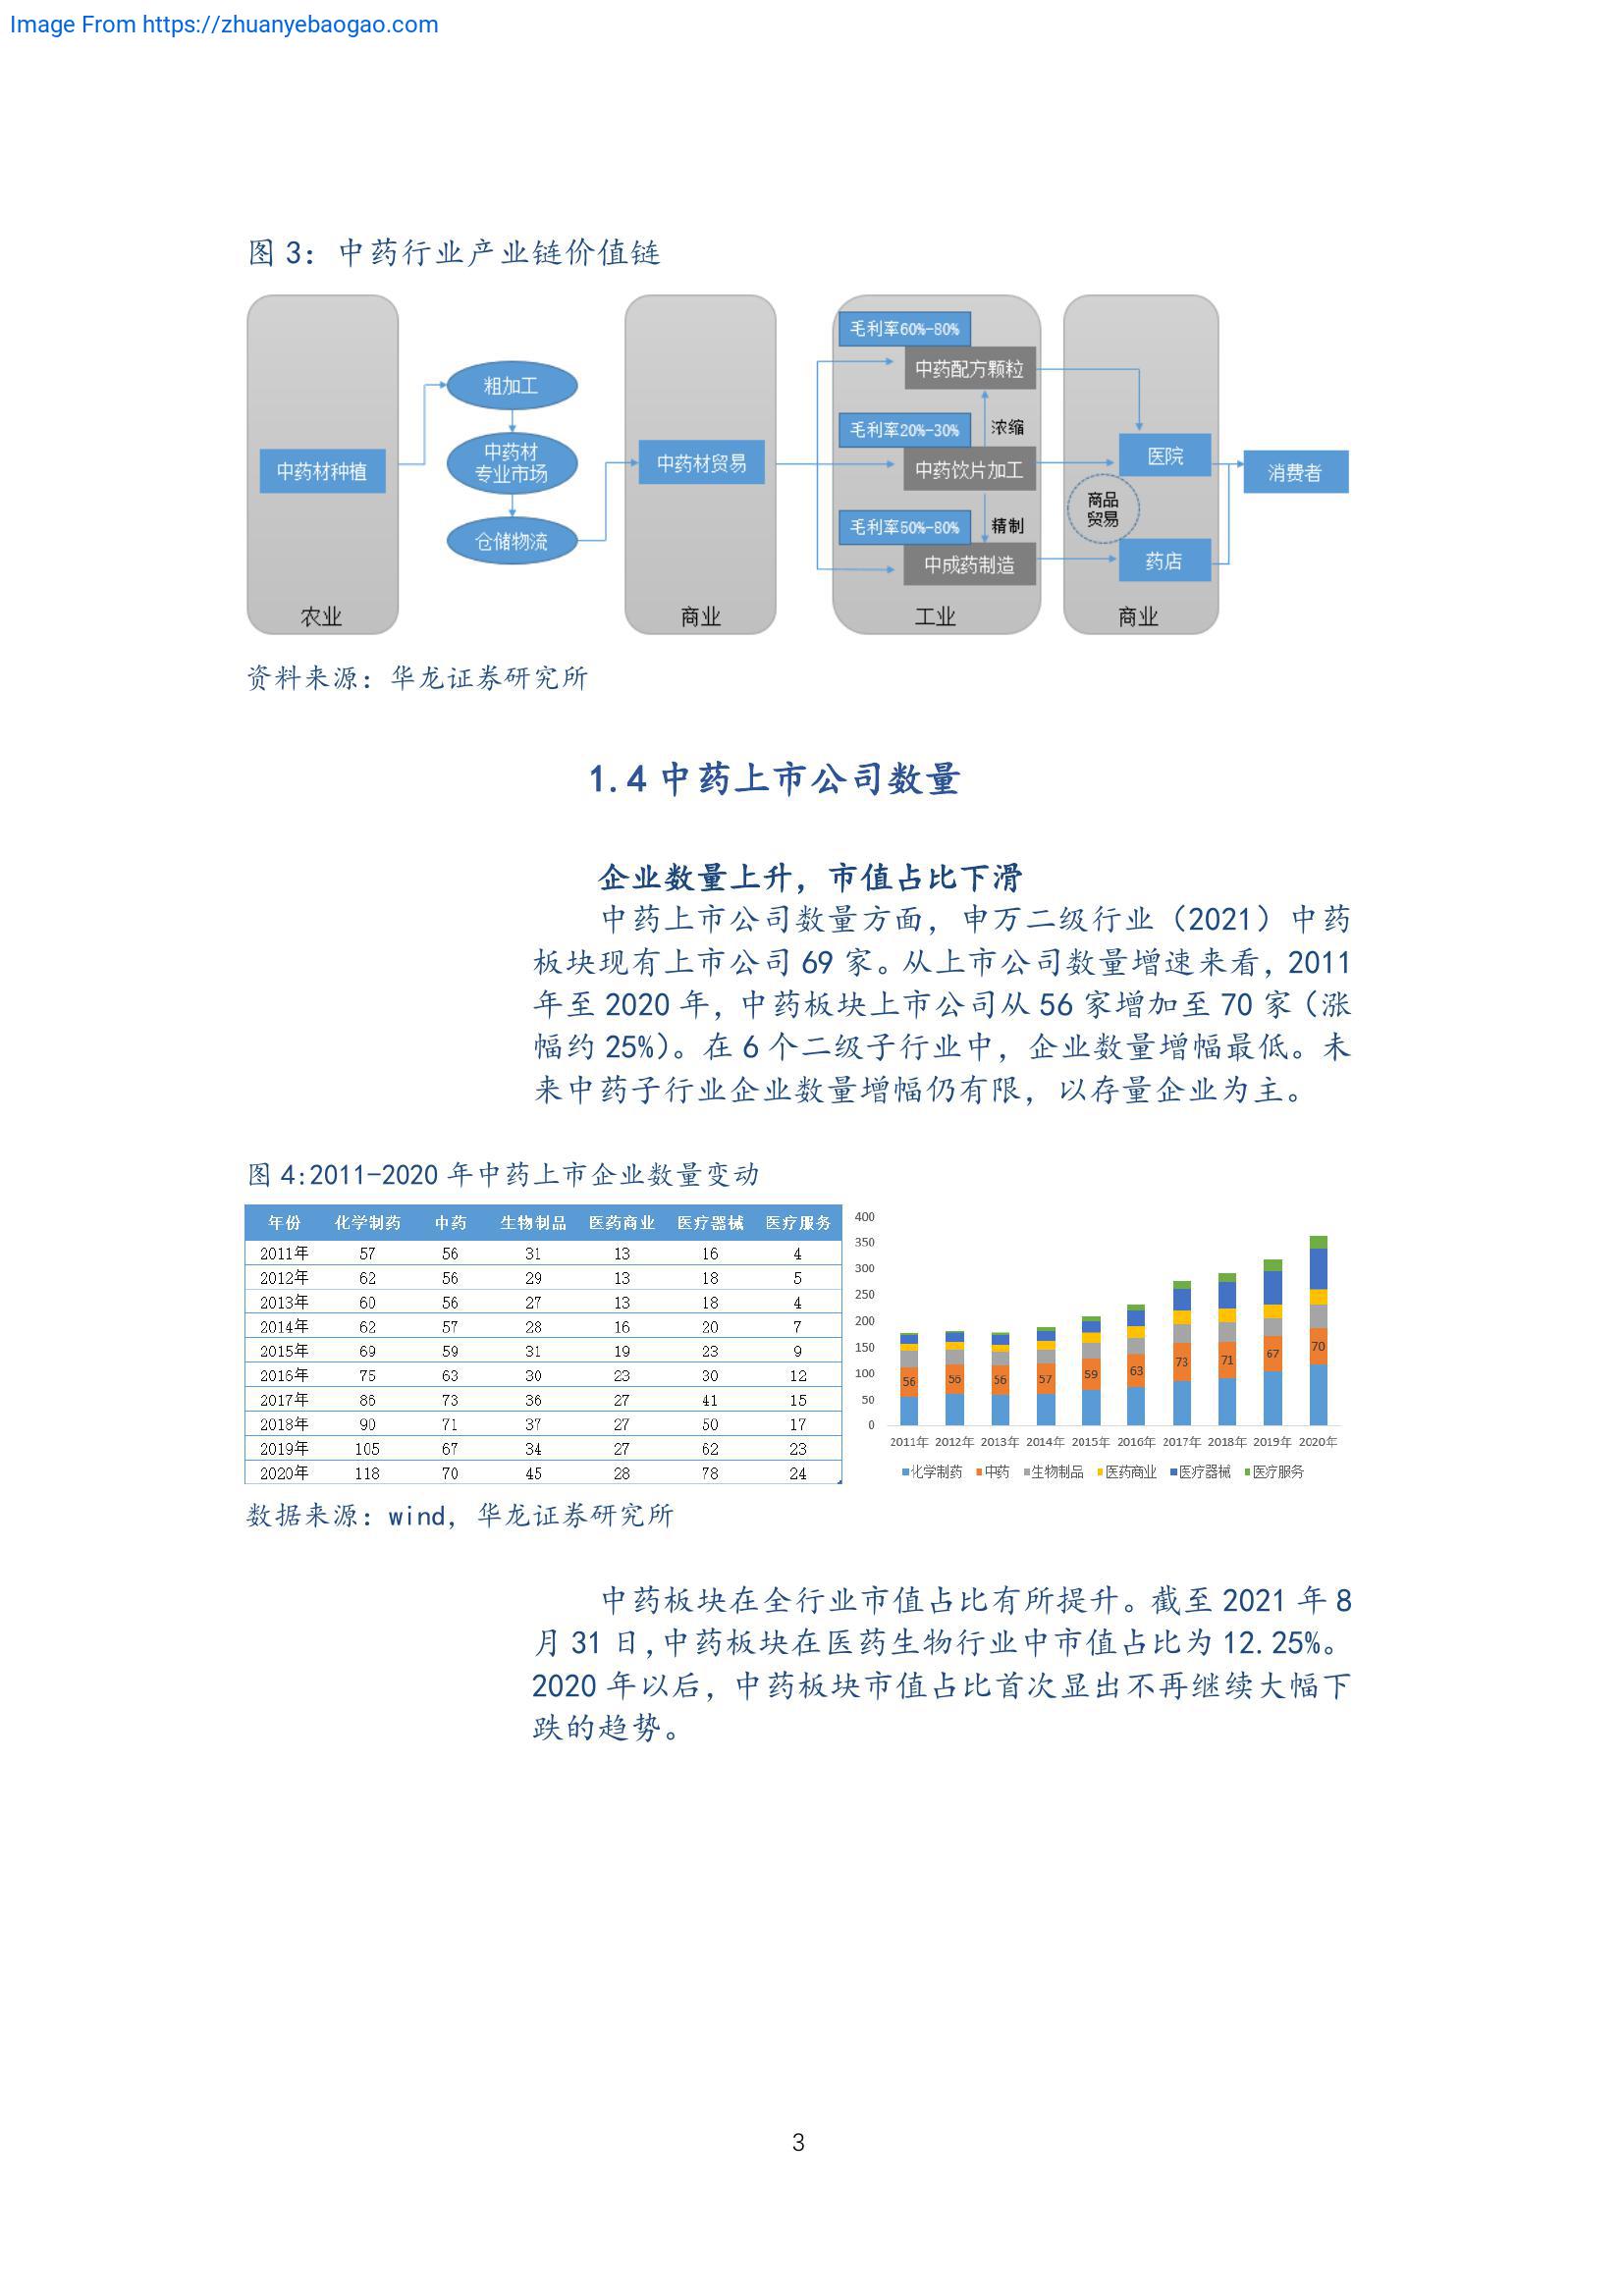 Image From https://zhuanyebaogao.com
图 3：中药行业产业链价值链
中药材种植
农业
粗加工
中药材
专业市场
仓储物流
中药材贸易
商业
毛利率60%-80%
中药配方颗粒
浓缩
毛利率20%-30%
中药饮片加工
精制
毛利率50%-80%
中成药制造
工业
医院
商品
贸易
药店
商业
消费者
资料来源：华龙证券研究所
1.4 中药上市公司数量
企业数量上升，市值占比下滑
中药上市公司数量方面，申万二级行业（2021）中药
板块现有上市公司 69 家。从上市公司数量增速来看，2011
年至 2020 年，中药板块上市公司从 56 家增加至 70 家（涨
幅约 25%）。在 6 个二级子行业中，企业数量增幅最低。未
来中药子行业企业数量增幅仍有限，以存量企业为主。
图 4:2011-2020 年中药上市企业数量变动
年份 化学制药 中药 生物制品 医药商业 医疗器械 医疗服务
2011年 57 56 31 13 16 4
2012年 62 56 29 13 18 5
2013年 60 56 27 13 18 4
2014年 62 57 28 16 20 7
2015年 69 59 31 19 23 9
2016年 75 63 30 23 30 12
2017年 86 73 36 27 41 15
2018年 90 71 37 27 50 17
2019年 105 67 34 27 62 23
2020年 118 70 45 28 78 24
400
350
300
250
200
150
100
50
0
56 56 56 57 59 63 73 71 67 70
2011年 2012年 2013年 2014年 2015年 2016年 2017年 2018年 2019年 2020年
化学制药 中药 生物制品 医药商业 医疗器械 医疗服务
数据来源：wind，华龙证券研究所
中药板块在全行业市值占比有所提升。截至 2021 年 8
月 31 日,中药板块在医药生物行业中市值占比为 12.25%。
2020 年以后，中药板块市值占比首次显出不再继续大幅下
跌的趋势。
3